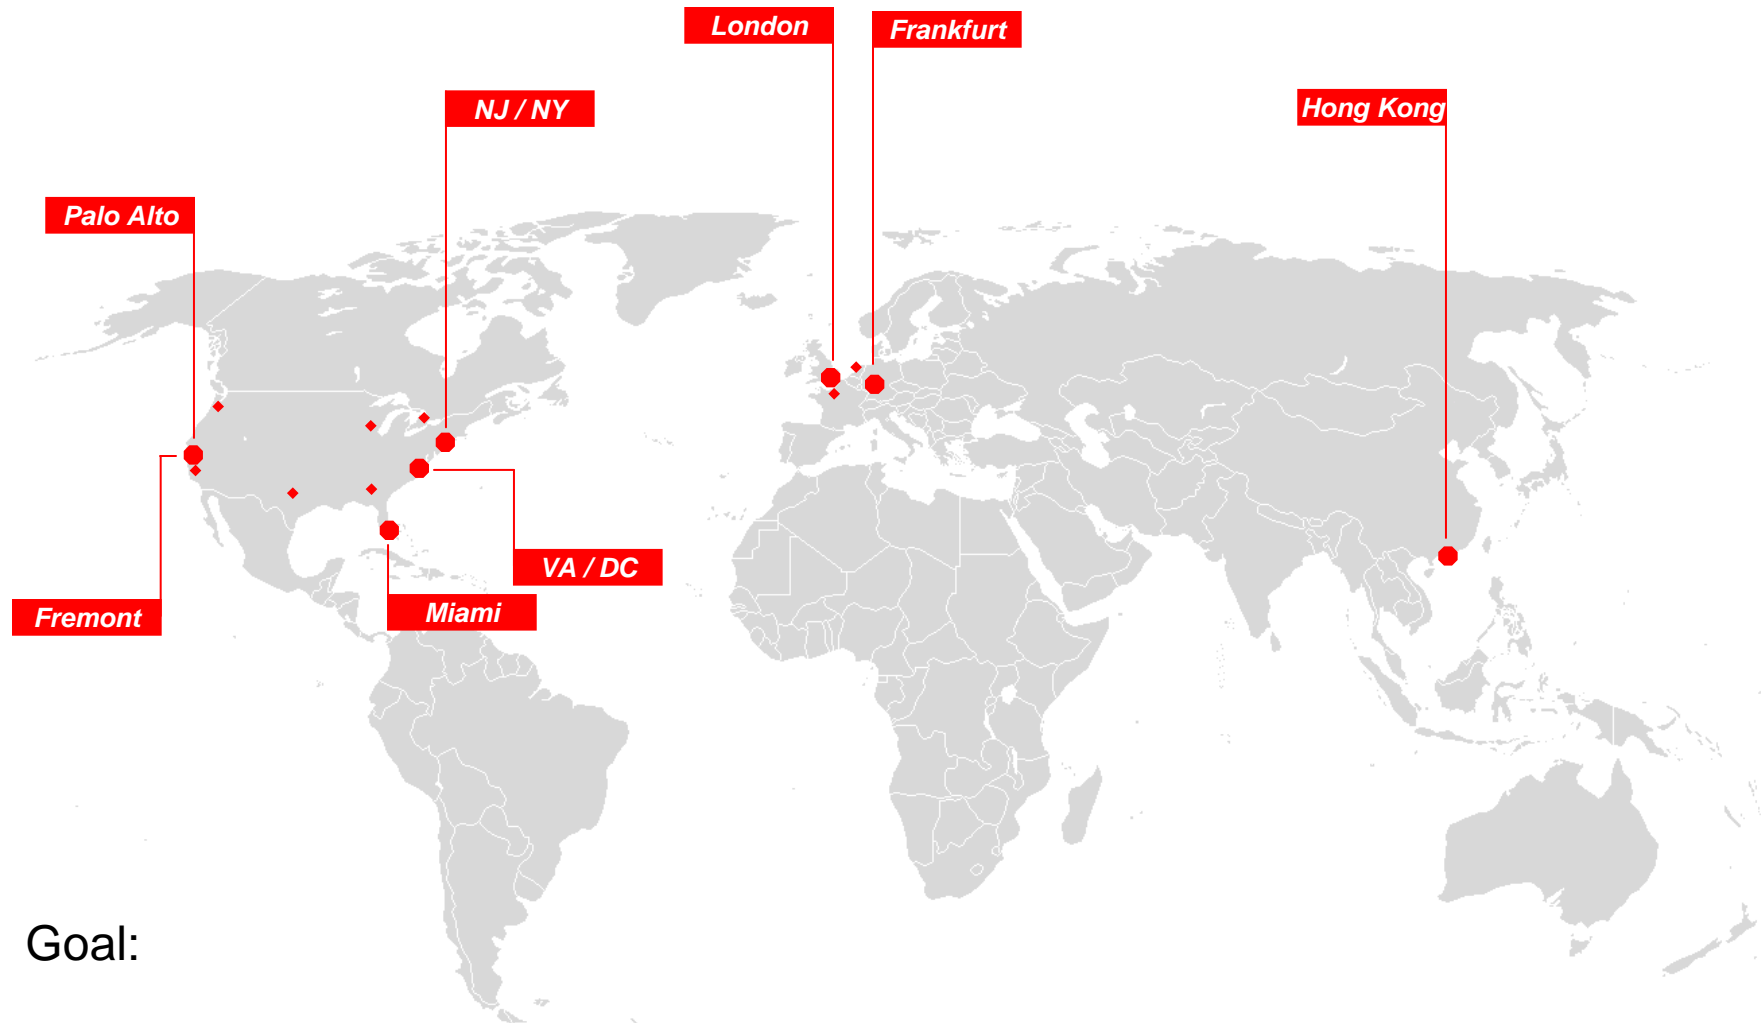 London
Frankfurt
NJ / NY
Hong Kong
Palo Alto
VA / DC
Fremont
Miami
Goal: